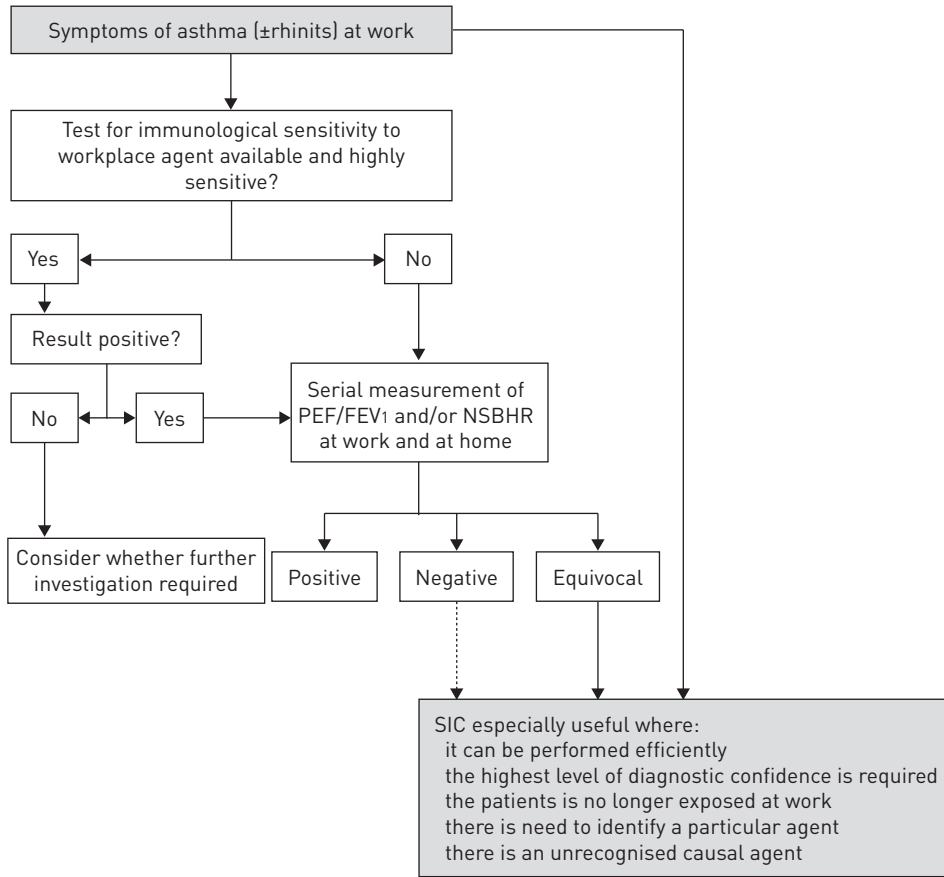 Symptoms of asthma (±rhinits) at work
Test for immunological sensitivity to
workplace agent available and highly
sensitive?
Yes
No
Result positive?
Serial measurement of
PEF/FEV1 and/or NSBHR
at work and at home
No
Yes
Consider whether further
investigation required
Positive
Negative
Equivocal
SIC especially useful where:
it can be performed efficiently
the highest level of diagnostic confidence is required
the patients is no longer exposed at work
there is need to identify a particular agent
there is an unrecognised causal agent